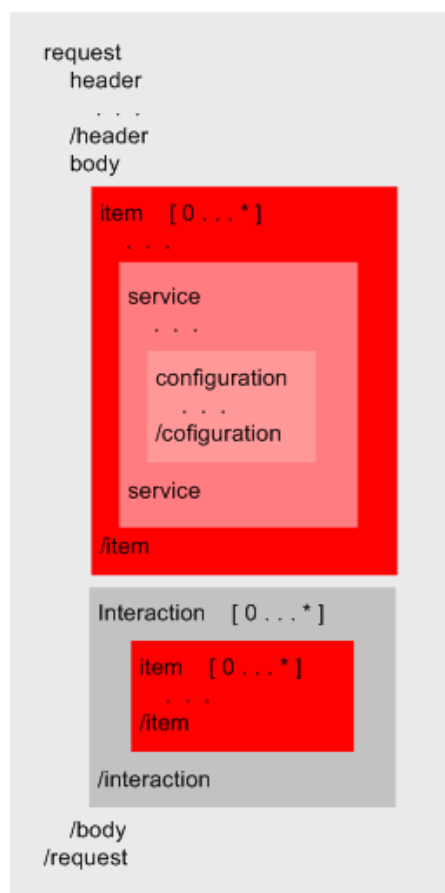 request
header
. . .
/header
body
item [ 0 . . . * ]
. . .
service
. . .
configuration
. . .
/cofiguration
service
/item
Interaction [ 0 . . . * ]
item [ 0 . . . * ]
. . .
/item
/interaction
/body
/request